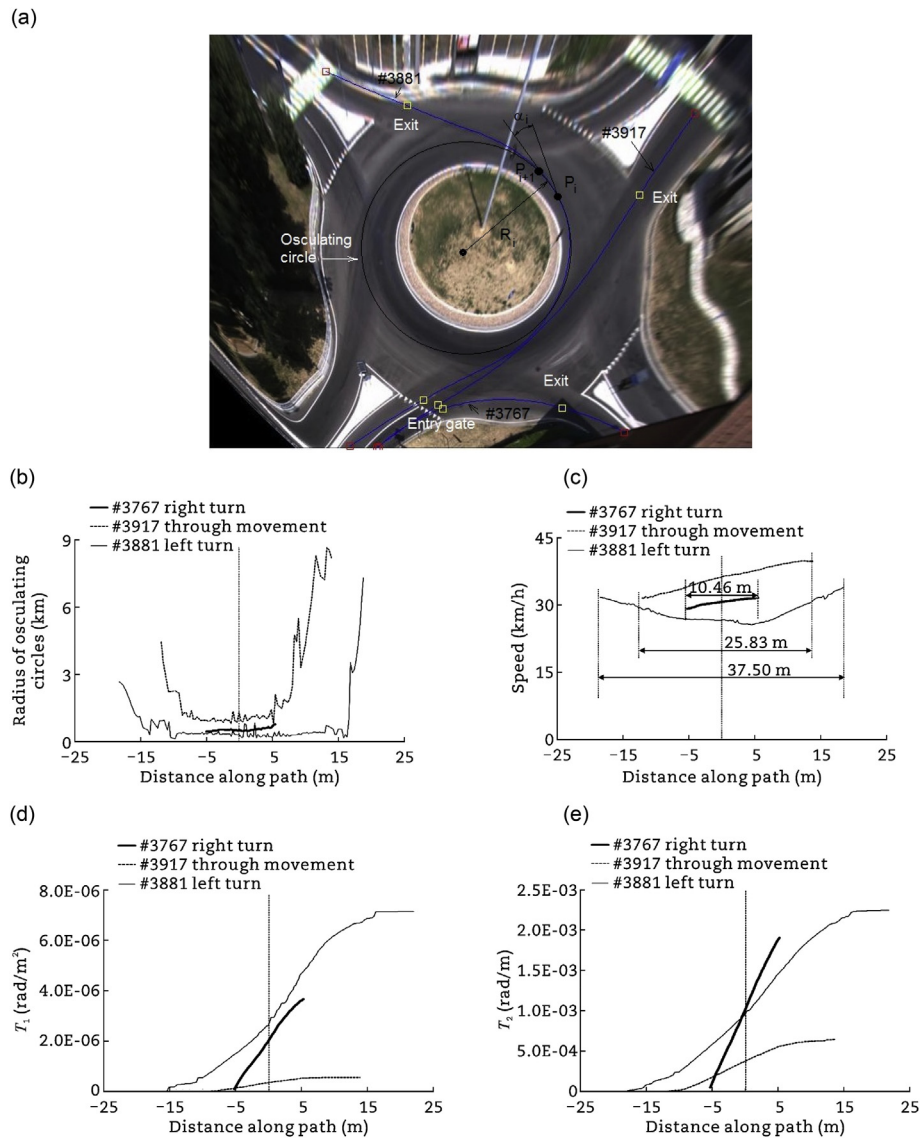 (a)
#3881
Exit
αi
#3917
Pi+1
Pi
Exit
Ri
Osculating
circle
Exit
#3767
Entry gate
(b)
#3767 right turn
#3917 through movement
#3881 left turn
Radius of osculating
circles (km)
9
6
3
0
−25
−15
−5
5
15
25
Distance along path (m)
(c)
#3767 right turn
#3917 through movement
#3881 left turn
Speed (km/h)
45
30
15
0
10.46 m
25.83 m
37.50 m
−25
−15
−5
5
15
25
Distance along path (m)
(d)
#3767 right turn
#3917 through movement
#3881 left turn
T1 (rad/m²)
8.0E-06
6.0E-06
4.0E-06
2.0E-06
0
−25
−15
−5
5
15
25
Distance along path (m)
(e)
#3767 right turn
#3917 through movement
#3881 left turn
T2 (rad/m)
2.5E-03
2.0E-03
1.5E-03
1.0E-03
5.0E-04
0
−25
−15
−5
5
15
25
Distance along path (m)